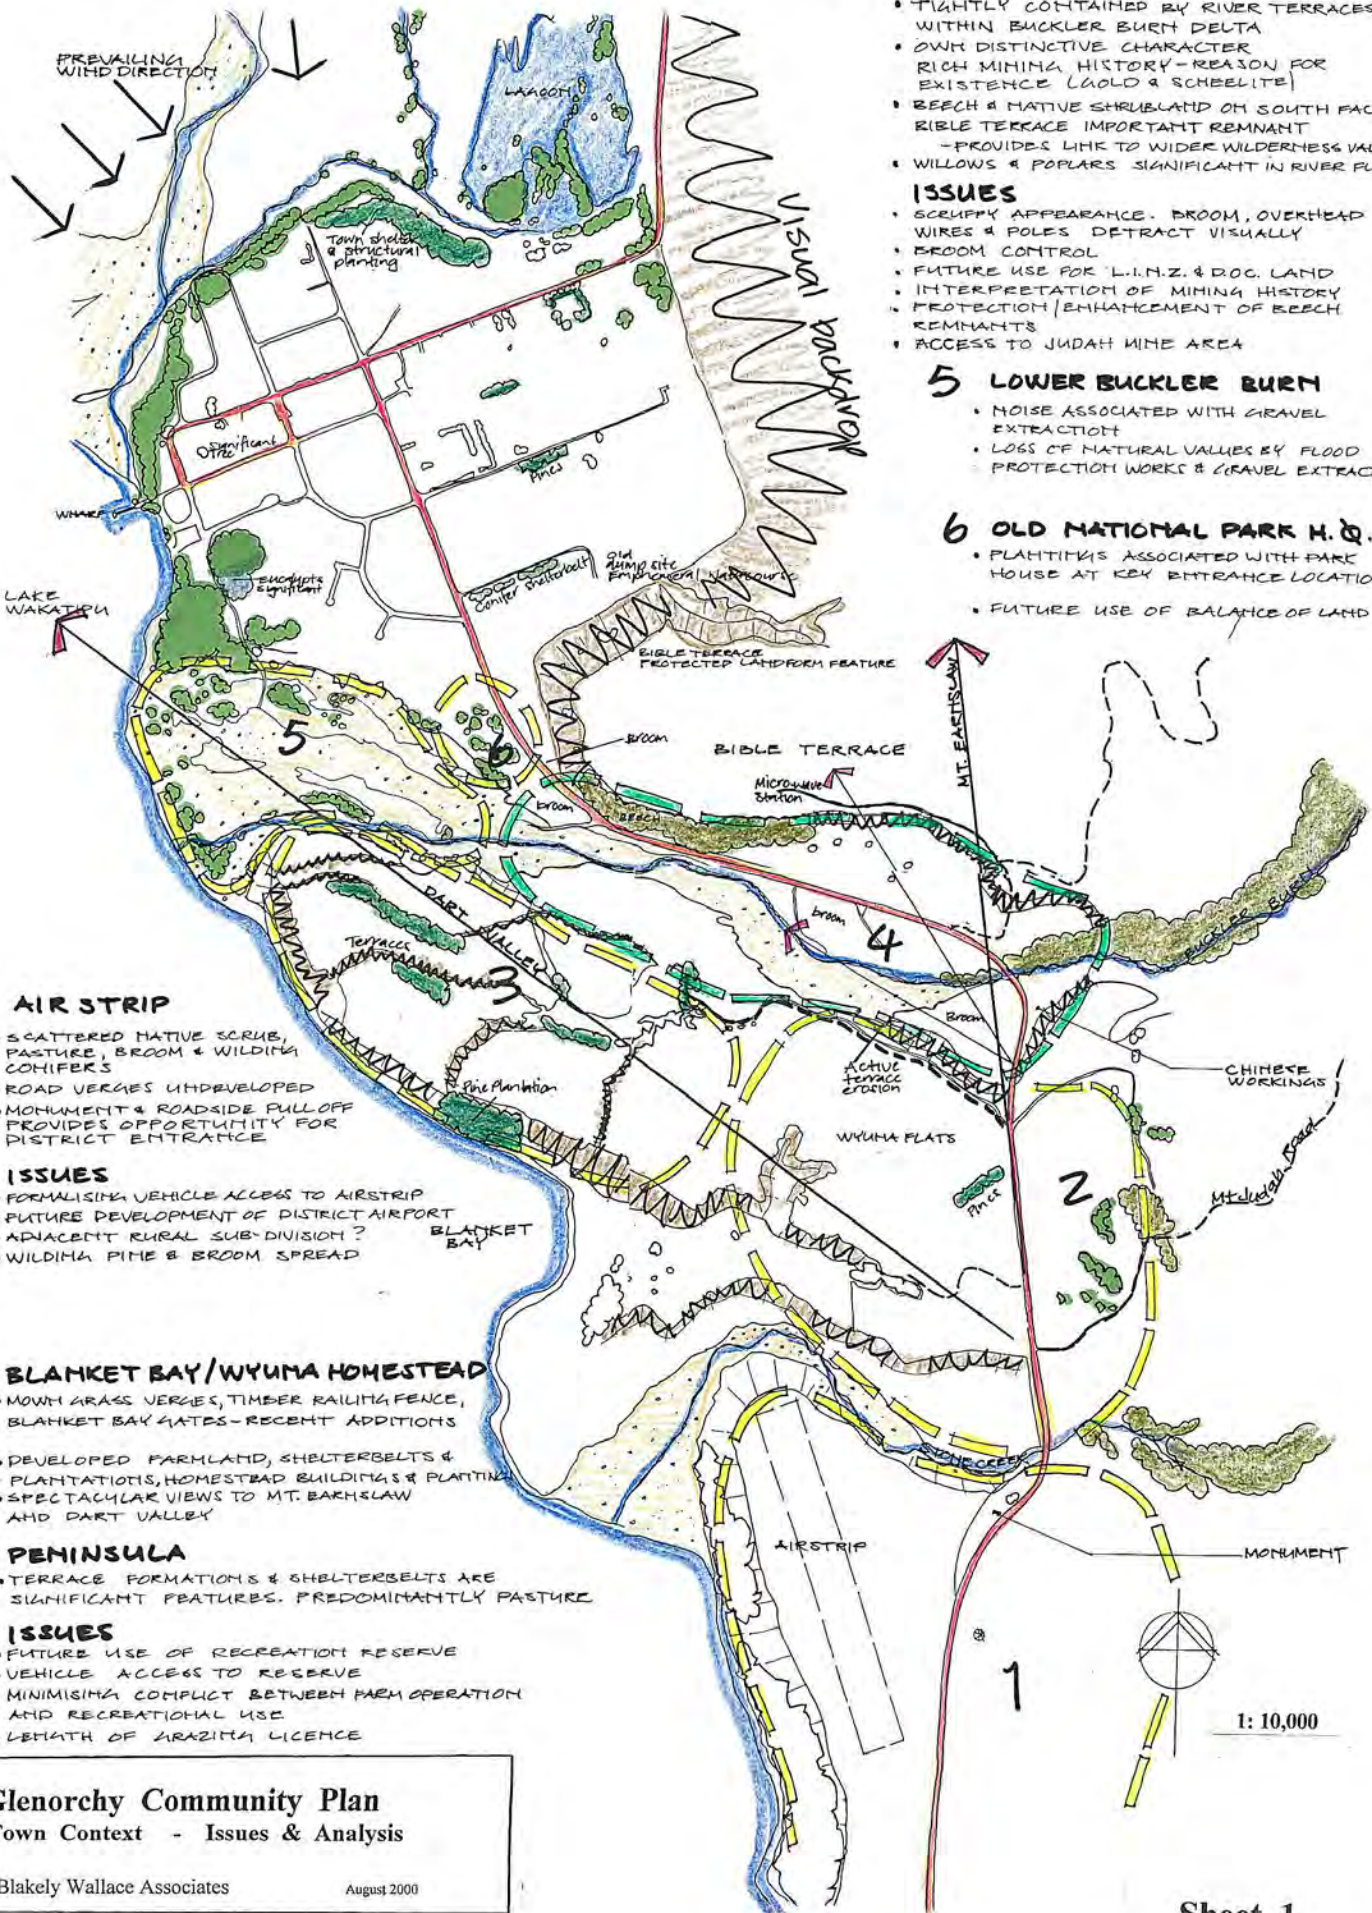 • TIGHTLY CONTAINED BY RIVER TERRACES
WITHIN BUCKLER BURN DELTA
• OWN DISTINCTIVE CHARACTER
RICH MINING HISTORY - REASON FOR
EXISTENCE (GOLD & SCHEELITE)
• BEECH & NATIVE SHRUBLAND ON SOUTH FAC
BIBLE TERRACE IMPORTANT REMNANT
- PROVIDES LINK TO WIDER WILDERNESS VAL
• WILLOWS & POPLARS SIGNIFICANT IN RIVER FL
ISSUES
• SCRUFFY APPEARANCE. BROOM, OVERHEAD
WIRES & POLES DETRACT VISUALLY
• BROOM CONTROL
• FUTURE USE FOR L.I.N.Z. & D.O.C. LAND
• INTERPRETATION OF MINING HISTORY
• PROTECTION/ENHANCEMENT OF BEECH
REMNANTS
• ACCESS TO JUDAH MINE AREA
5 LOWER BUCKLER BURN
• NOISE ASSOCIATED WITH GRAVEL
EXTRACTION
• LOSS OF NATURAL VALUES BY FLOOD
PROTECTION WORKS & GRAVEL EXTRAC
6 OLD NATIONAL PARK H.Q.
• PLANTINGS ASSOCIATED WITH PARK
HOUSE AT KEY ENTRANCE LOCATIO
• FUTURE USE OF BALANCE OF LAND
PREVAILING
WIND DIRECTION
LAGOON
Visual backdrop
Town shelter
& structural
planting
Significant
Tree
Pines
WHARF
Eucalypts
significant
Conifer shelterbelt
Old
dump site
Emphemeral watercourse
LAKE
WAKATIPU
BIBLE TERRACE
PROTECTED LANDFORM FEATURE
MT. EARNSLAW
5
6
Broom
BIBLE TERRACE
Microwave
Station
broom
BEECH
broom
4
BUCKLER BURN
DART VALLEY
Terraces
3
Broom
Active
terrace
erosion
CHINESE
WORKINGS
Pine Plantation
WYUNA FLATS
2
Pines
Mt Judah Road
BLANKET
BAY
STONE CREEK
AIRSTRIP
MONUMENT
1
1: 10,000
AIR STRIP
SCATTERED NATIVE SCRUB,
PASTURE, BROOM & WILDING
CONIFERS
ROAD VERGES UNDEVELOPED
MONUMENT & ROADSIDE PULL OFF
PROVIDES OPPORTUNITY FOR
DISTRICT ENTRANCE
ISSUES
FORMALISING VEHICLE ACCESS TO AIRSTRIP
FUTURE DEVELOPMENT OF DISTRICT AIRPORT
ADJACENT RURAL SUB-DIVISION?
WILDING PINE & BROOM SPREAD
BLANKET BAY/WYUNA HOMESTEAD
• MOWN GRASS VERGES, TIMBER RAILING FENCE,
BLANKET BAY GATES - RECENT ADDITIONS
• DEVELOPED FARMLAND, SHELTERBELTS &
PLANTATIONS, HOMESTEAD BUILDINGS & PLANTING
• SPECTACULAR VIEWS TO MT. EARNSLAW
AND DART VALLEY
PENINSULA
• TERRACE FORMATIONS & SHELTERBELTS ARE
SIGNIFICANT FEATURES. PREDOMINANTLY PASTURE
ISSUES
• FUTURE USE OF RECREATION RESERVE
VEHICLE ACCESS TO RESERVE
MINIMISING CONFLICT BETWEEN FARM OPERATION
AND RECREATIONAL USE
LENGTH OF GRAZING LICENCE
Glenorchy Community Plan
Town Context - Issues & Analysis
Blakely Wallace Associates August 2000
Sheet 1